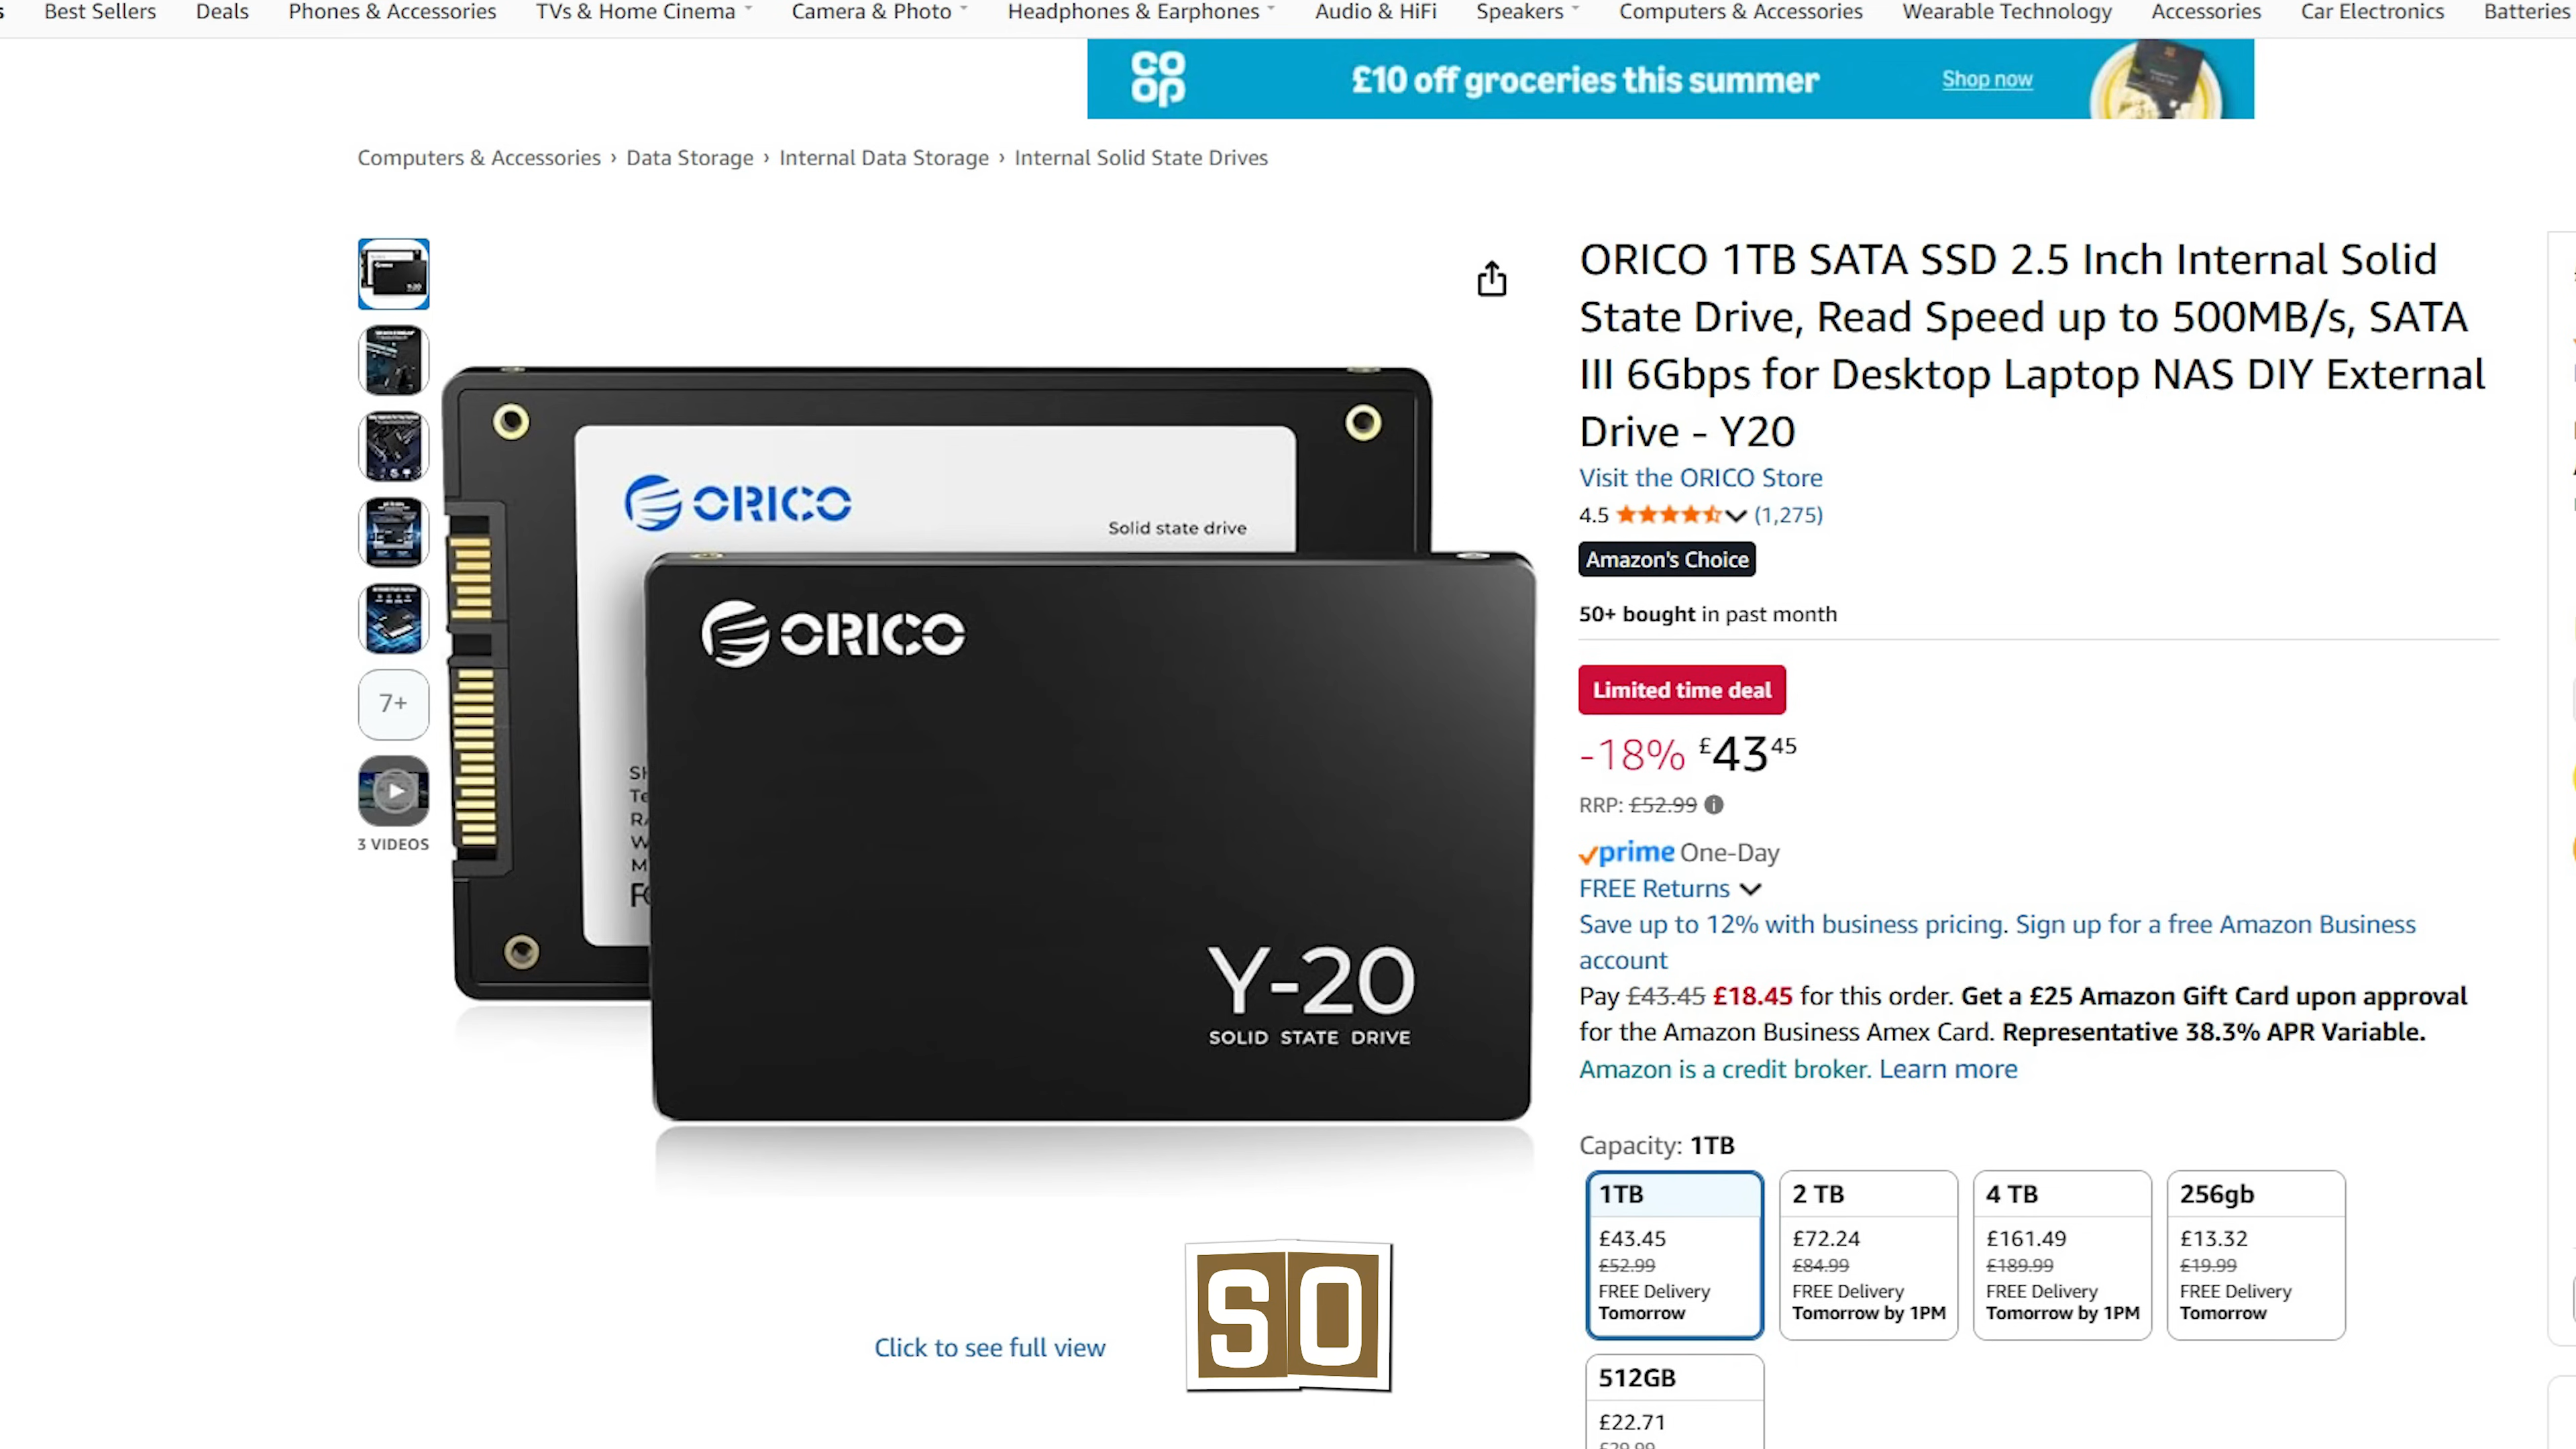 Best Sellers Deals Phones & Accessories TVs & Home Cinema Camera & Photo Headphones & Earphones Audio & HiFi Speakers Computers & Accessories Wearable Technology Accessories Car Electronics Batteries
CO
OP
£10 off groceries this summer
Shop now
Computers & Accessories › Data Storage › Internal Data Storage › Internal Solid State Drives
7+
3 VIDEOS
ORICO
Solid state drive
ORICO
Y-20
SOLID STATE DRIVE
Click to see full view
SO
ORICO 1TB SATA SSD 2.5 Inch Internal Solid
State Drive, Read Speed up to 500MB/s, SATA
III 6Gbps for Desktop Laptop NAS DIY External
Drive - Y20
Visit the ORICO Store
4.5 (1,275)
Amazon's Choice
50+ bought in past month
Limited time deal
-18% £43 45
RRP: £52.99
prime One-Day
FREE Returns
Save up to 12% with business pricing. Sign up for a free Amazon Business
account
Pay £43.45 £18.45 for this order. Get a £25 Amazon Gift Card upon approval
for the Amazon Business Amex Card. Representative 38.3% APR Variable.
Amazon is a credit broker. Learn more
Capacity: 1TB
1TB
£43.45
£52.99
FREE Delivery
Tomorrow
2 TB
£72.24
£84.99
FREE Delivery
Tomorrow by 1PM
4 TB
£161.49
£189.99
FREE Delivery
Tomorrow by 1PM
256gb
£13.32
£19.99
FREE Delivery
Tomorrow
512GB
£22.71